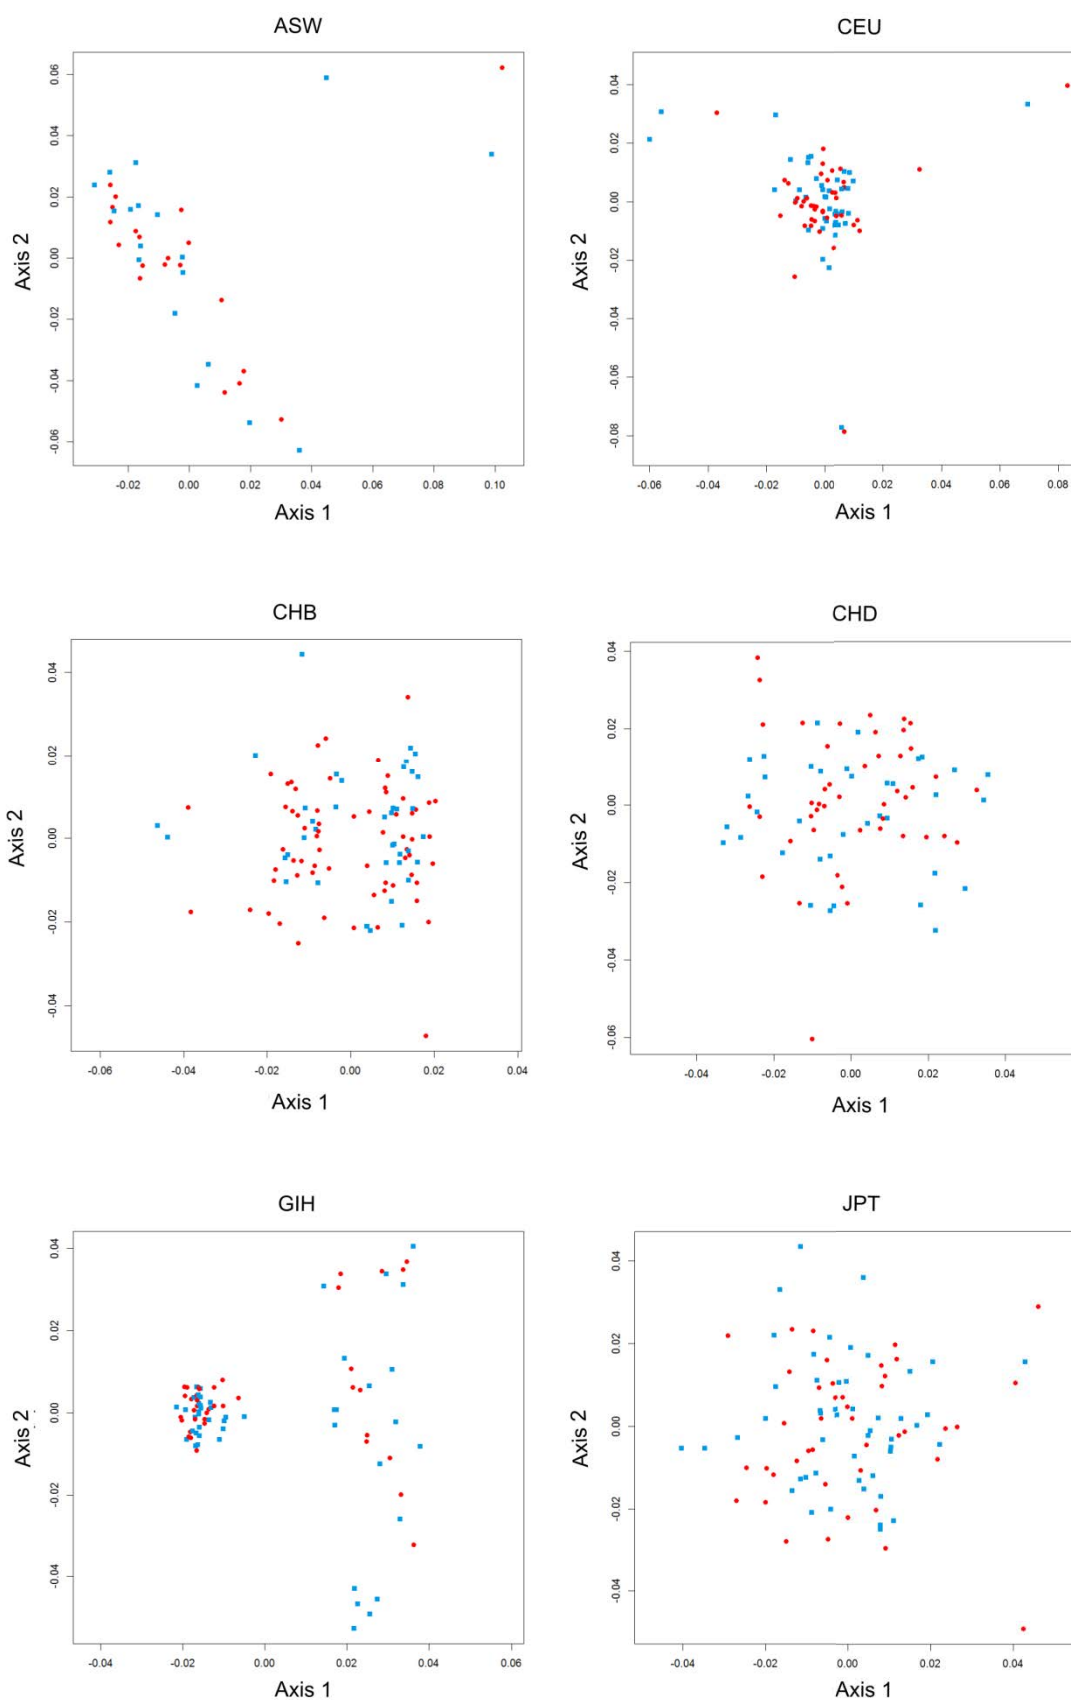 ASW
Axis 2
0.06
0.04
0.02
0.00
-0.02
-0.04
-0.06
-0.02 0.00 0.02 0.04 0.06 0.08 0.10
Axis 1
CEU
Axis 2
0.04
0.02
0.00
-0.02
-0.04
-0.06
-0.08
-0.06 -0.04 -0.02 0.00 0.02 0.04 0.06 0.08
Axis 1
CHB
Axis 2
0.04
0.02
0.00
-0.02
-0.04
-0.06 -0.04 -0.02 0.00 0.02 0.04
Axis 1
CHD
Axis 2
0.04
0.02
0.00
-0.02
-0.04
-0.06
-0.04 -0.02 0.00 0.02 0.04
Axis 1
GIH
Axis 2
0.04
0.02
0.00
-0.02
-0.04
-0.04 -0.02 0.00 0.02 0.04 0.06
Axis 1
JPT
Axis 2
0.04
0.02
0.00
-0.02
-0.04
-0.04 -0.02 0.00 0.02 0.04
Axis 1